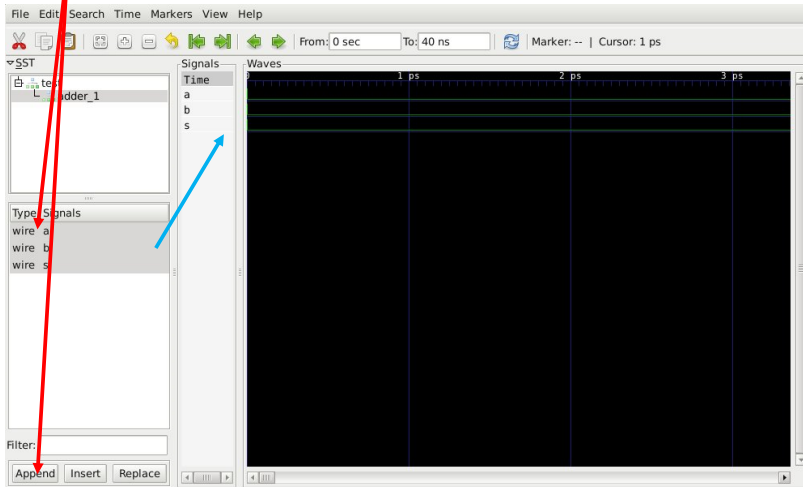 File Edit Search Time Markers View Help
From: 0 sec To: 40 ns Marker: -- | Cursor: 1 ps
SST
Signals
Waves
test
adder_1
Time
a
b
s
0 1 ps 2 ps 3 ps
Type Signals
wire a
wire b
wire s
Filter:
Append Insert Replace